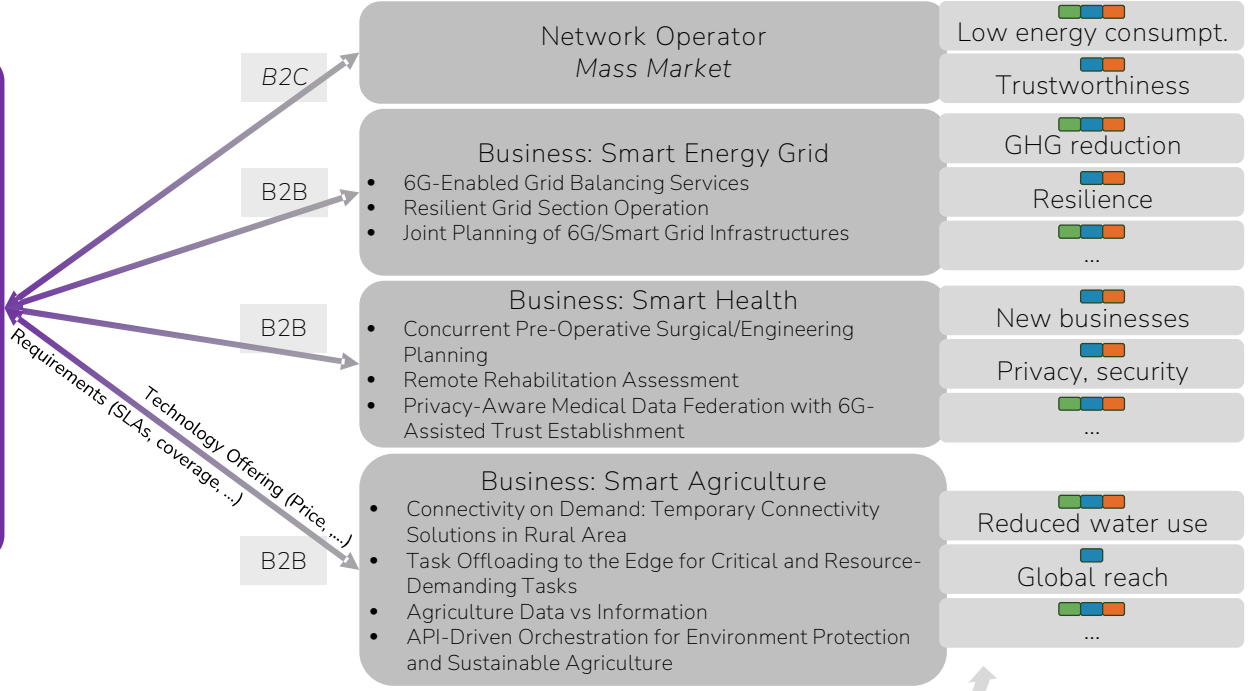 B2C
Network Operator
Mass Market
Low energy consumpt.
Trustworthiness
B2B
Business: Smart Energy Grid
• 6G-Enabled Grid Balancing Services
• Resilient Grid Section Operation
• Joint Planning of 6G/Smart Grid Infrastructures
GHG reduction
Resilience
...
B2B
Business: Smart Health
• Concurrent Pre-Operative Surgical/Engineering
Planning
• Remote Rehabilitation Assessment
• Privacy-Aware Medical Data Federation with 6G-
Assisted Trust Establishment
New businesses
Privacy, security
...
Technology Offering (Price, ,...)
Requirements (SLAs, coverage, ...)
B2B
Business: Smart Agriculture
• Connectivity on Demand: Temporary Connectivity
Solutions in Rural Area
• Task Offloading to the Edge for Critical and Resource-
Demanding Tasks
• Agriculture Data vs Information
• API-Driven Orchestration for Environment Protection
and Sustainable Agriculture
Reduced water use
Global reach
...